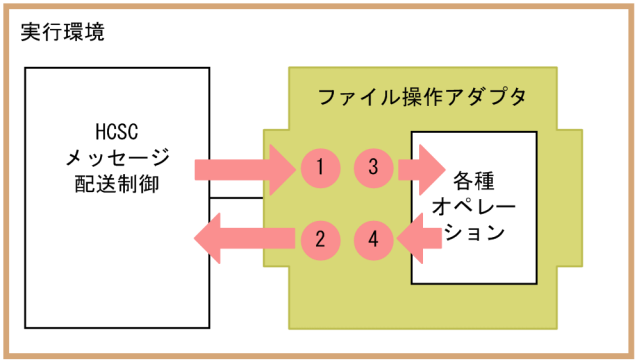 実行環境
HCSC
メッセージ
配送制御
ファイル操作アダプタ
1
3
2
4
各種
オペレー
ション